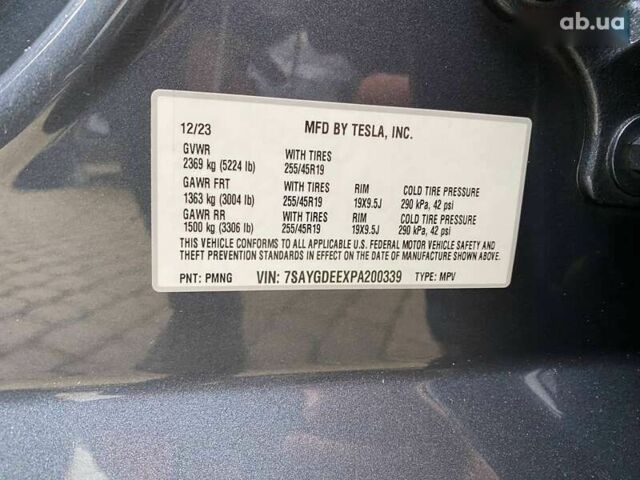 ab.ua
12/23 MFD BY TESLA, INC.
GVWR WITH TIRES
2369 kg (5224 lb) 255/45R19
GAWR FRT WITH TIRES RIM COLD TIRE PRESSURE
1363 kg (3004 lb) 255/45R19 19X9.5J 290 kPa, 42 psi
GAWR RR WITH TIRES RIM COLD TIRE PRESSURE
1500 kg (3306 lb) 255/45R19 19X9.5J 290 kPa, 42 psi
THIS VEHICLE CONFORMS TO ALL APPLICABLE U.S. FEDERAL MOTOR VEHICLE SAFETY AND
THEFT PREVENTION STANDARDS IN EFFECT ON THE DATE OF MANUFACTURE SHOWN ABOVE.
PNT: PMNG VIN: 7SAYGDEEXPA200339 TYPE: MPV